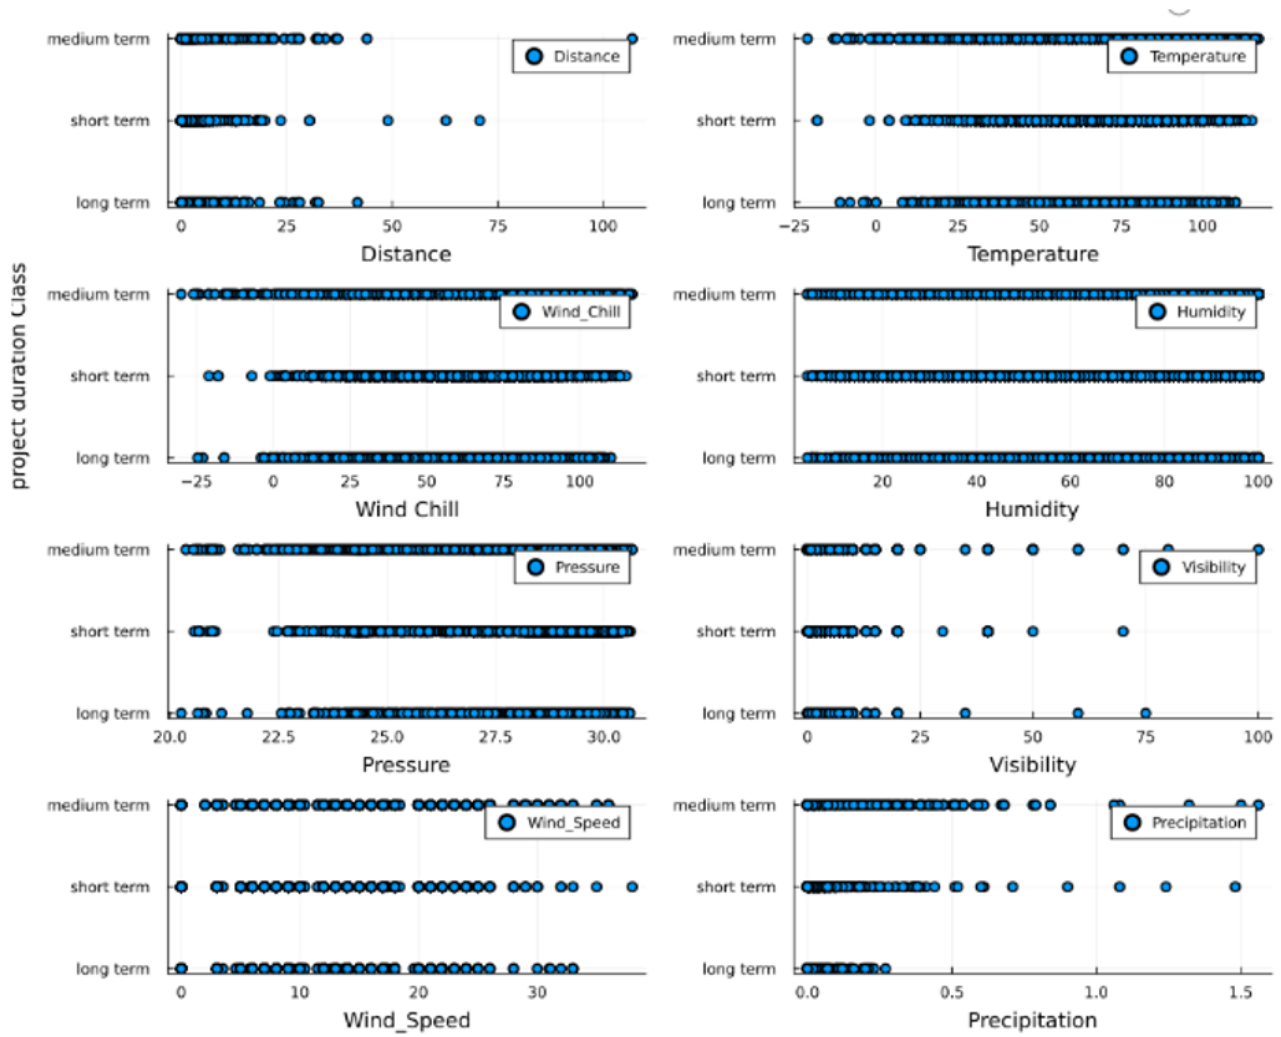 project duration Class
medium term
short term
long term
Distance
0 25 50 75 100
Distance
medium term
short term
long term
Temperature
−25 0 25 50 75 100
Temperature
medium term
short term
long term
Wind_Chill
−25 0 25 50 75 100
Wind Chill
medium term
short term
long term
Humidity
20 40 60 80 100
Humidity
medium term
short term
long term
Pressure
20.0 22.5 25.0 27.5 30.0
Pressure
medium term
short term
long term
Visibility
0 25 50 75 100
Visibility
medium term
short term
long term
Wind_Speed
0 10 20 30
Wind_Speed
medium term
short term
long term
Precipitation
0.0 0.5 1.0 1.5
Precipitation